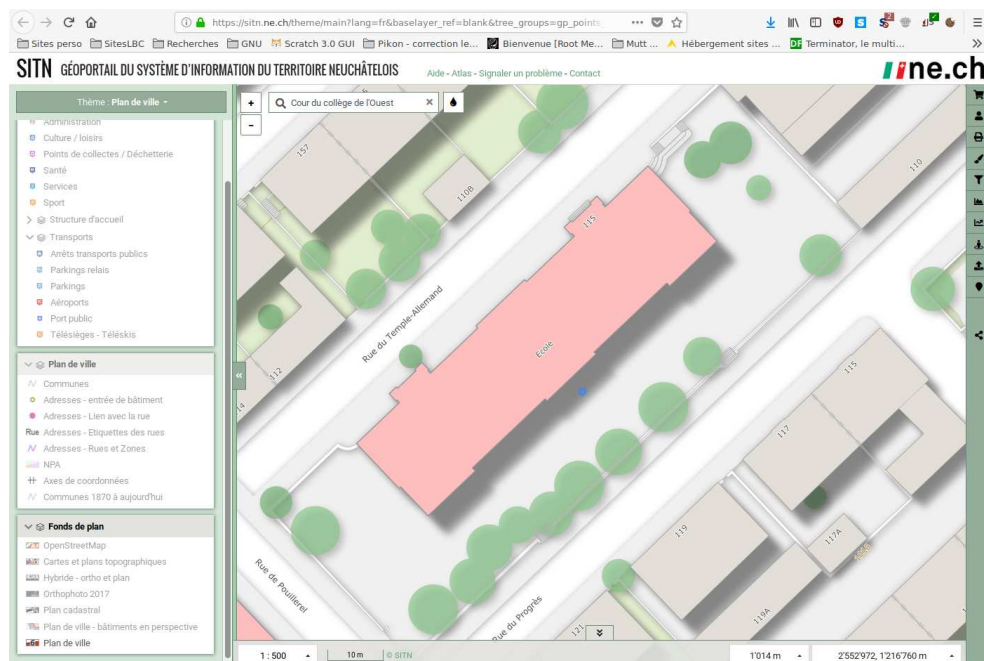 https://sitn.ne.ch/theme/main?lang=fr&baselayer_ref=blank&tree_groups=gp_points
Sites perso SitesLBC Recherches GNU Scratch 3.0 GUI Pikon - correction le... Bienvenue [Root Me... Mutt ... Hébergement sites ... Terminator, le multi...
SITN GÉOPORTAIL DU SYSTÈME D'INFORMATION DU TERRITOIRE NEUCHÂTELOIS
Aide - Atlas - Signaler un problème - Contact
ne.ch
Thème : Plan de ville
Administration
Culture / loisirs
Points de collectes / Déchetterie
Santé
Services
Sport
Structure d'accueil
Transports
Arrêts transports publics
Parkings relais
Parkings
Aéroports
Port public
Télésièges - Téléskis
Plan de ville
Communes
Adresses - entrée de bâtiment
Adresses - Lien avec la rue
Rue Adresses - Etiquettes des rues
Adresses - Rues et Zones
NPA
Axes de coordonnées
Communes 1870 à aujourd'hui
Fonds de plan
OpenStreetMap
Cartes et plans topographiques
Hybride - ortho et plan
Orthophoto 2017
Plan cadastral
Plan de ville - bâtiments en perspective
Plan de ville
+
-
Cour du collège de l'Ouest
157
110B
115
110
Rue du Temple-Allemand
112
Ecole
115
117
117A
119
119A
121
Rue de Pouillerel
Rue du Progrès
1 : 500
10 m
© SITN
1'014 m
2'552'972, 1'216'760 m